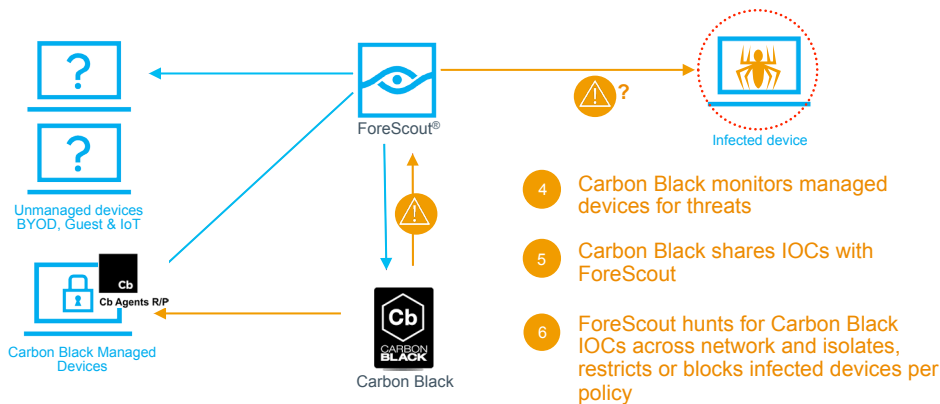 ?
?
Unmanaged devices
BYOD, Guest & IoT
Cb
Cb Agents R/P
Carbon Black Managed
Devices
ForeScout®
Cb
CARBON
BLACK
Carbon Black
?
Infected device
4 Carbon Black monitors managed
devices for threats
5 Carbon Black shares IOCs with
ForeScout
6 ForeScout hunts for Carbon Black
IOCs across network and isolates,
restricts or blocks infected devices per
policy